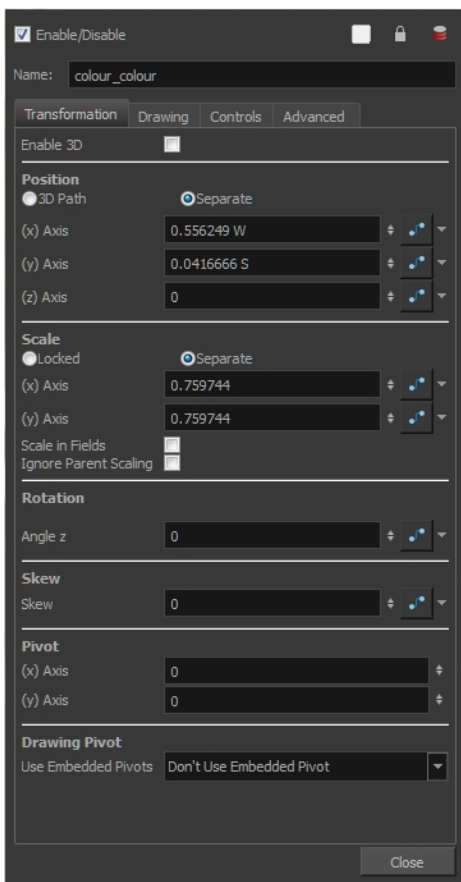 Enable/Disable
Name: colour_colour
Transformation Drawing Controls Advanced
Enable 3D
Position
3D Path Separate
(x) Axis 0.556249 W
(y) Axis 0.0416666 S
(z) Axis 0
Scale
Locked Separate
(x) Axis 0.759744
(y) Axis 0.759744
Scale in Fields
Ignore Parent Scaling
Rotation
Angle z 0
Skew
Skew 0
Pivot
(x) Axis 0
(y) Axis 0
Drawing Pivot
Use Embedded Pivots Don't Use Embedded Pivot
Close